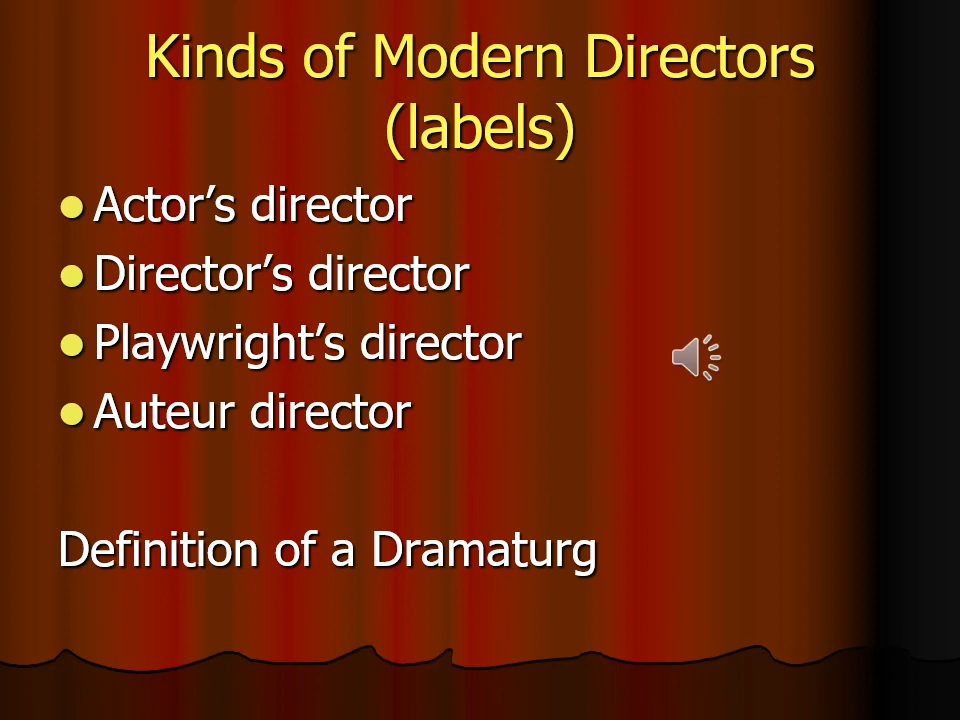 Kinds of Modern Directors
(labels)
Actor’s director
Director’s director
Playwright’s director
Auteur director
Definition of a Dramaturg